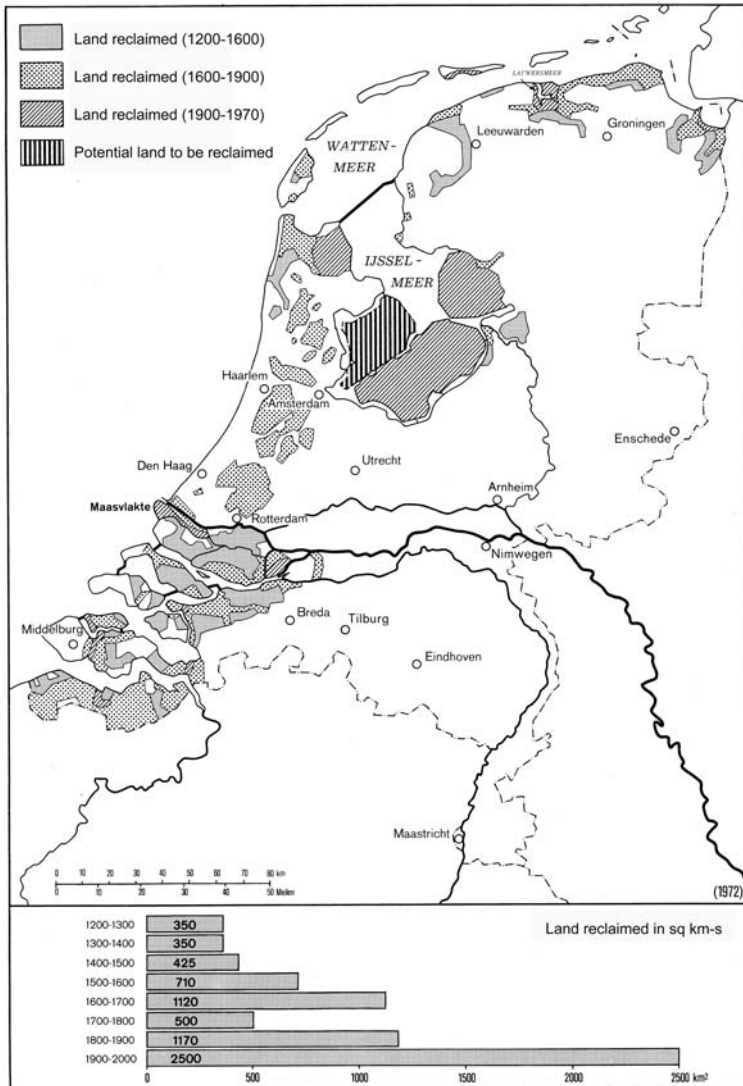 Land reclaimed (1200-1600)
Land reclaimed (1600-1900)
Land reclaimed (1900-1970)
Potential land to be reclaimed
LAUWERSMEER
Leeuwarden
Groningen
WATTEN-
MEER
IJSSEL-
MEER
Haarlem
Amsterdam
Enschede
Den Haag
Utrecht
Arnheim
Maasvlakte
Rotterdam
Nimwegen
Breda
Tilburg
Middelburg
Eindhoven
Maastricht
0 10 20 30 40 50 60 70 80 km
0 10 20 30 40 50 Meilen
(1972)
Land reclaimed in sq km-s
1200-1300 350
1300-1400 350
1400-1500 425
1500-1600 710
1600-1700 1120
1700-1800 500
1800-1900 1170
1900-2000 2500
0 500 1000 1500 2000 2500 km²